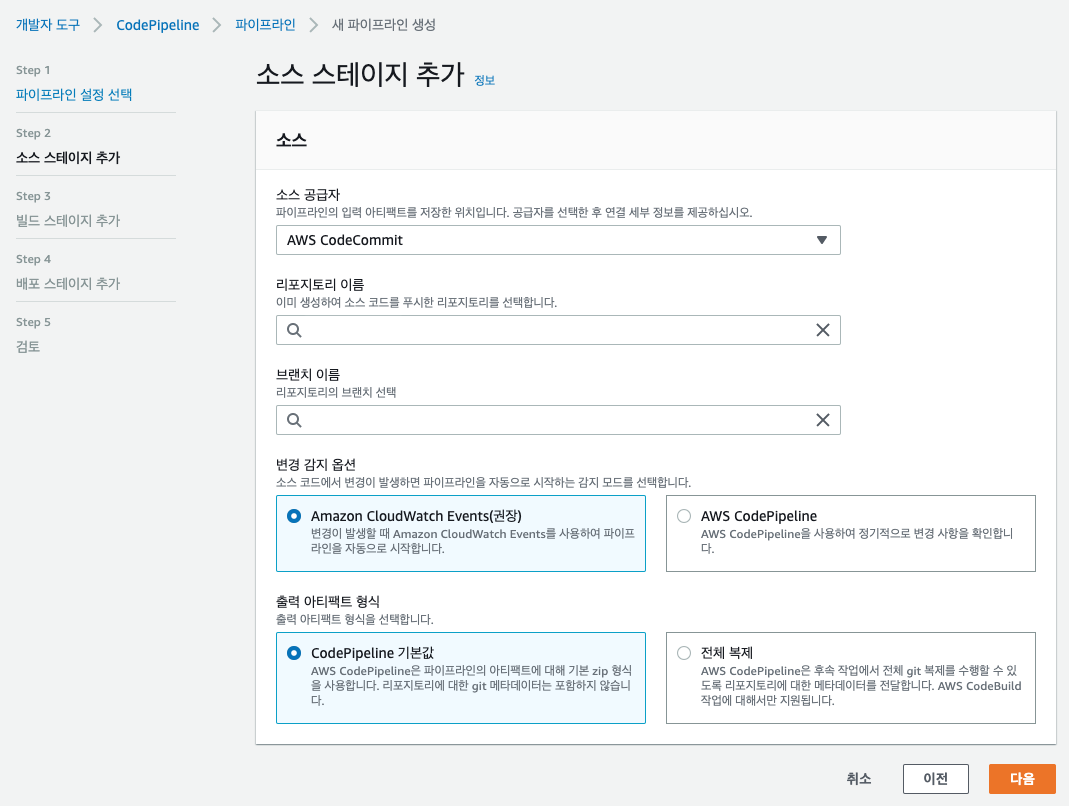 개발자 도구 > CodePipeline > 파이프라인 > 새 파이프라인 생성
Step 1
파이프라인 설정 선택
Step 2
소스 스테이지 추가
Step 3
빌드 스테이지 추가
Step 4
배포 스테이지 추가
Step 5
검토
소스 스테이지 추가 정보
소스
소스 공급자
파이프라인의 입력 아티팩트를 저장한 위치입니다. 공급자를 선택한 후 연결 세부 정보를 제공하십시오.
AWS CodeCommit
리포지토리 이름
이미 생성하여 소스 코드를 푸시한 리포지토리를 선택합니다.
브랜치 이름
리포지토리의 브랜치 선택
변경 감지 옵션
소스 코드에서 변경이 발생하면 파이프라인을 자동으로 시작하는 감지 모드를 선택합니다.
Amazon CloudWatch Events(권장)
변경이 발생할 때 Amazon CloudWatch Events를 사용하여 파이프
라인을 자동으로 시작합니다.
AWS CodePipeline
AWS CodePipeline을 사용하여 정기적으로 변경 사항을 확인합니
다.
출력 아티팩트 형식
출력 아티팩트 형식을 선택합니다.
CodePipeline 기본값
AWS CodePipeline은 파이프라인의 아티팩트에 대해 기본 zip 형식
을 사용합니다. 리포지토리에 대한 git 메타데이터는 포함하지 않습니
다.
전체 복제
AWS CodePipeline은 후속 작업에서 전체 git 복제를 수행할 수 있
도록 리포지토리에 대한 메타데이터를 전달합니다. AWS CodeBuild
작업에 대해서만 지원됩니다.
취소
이전
다음